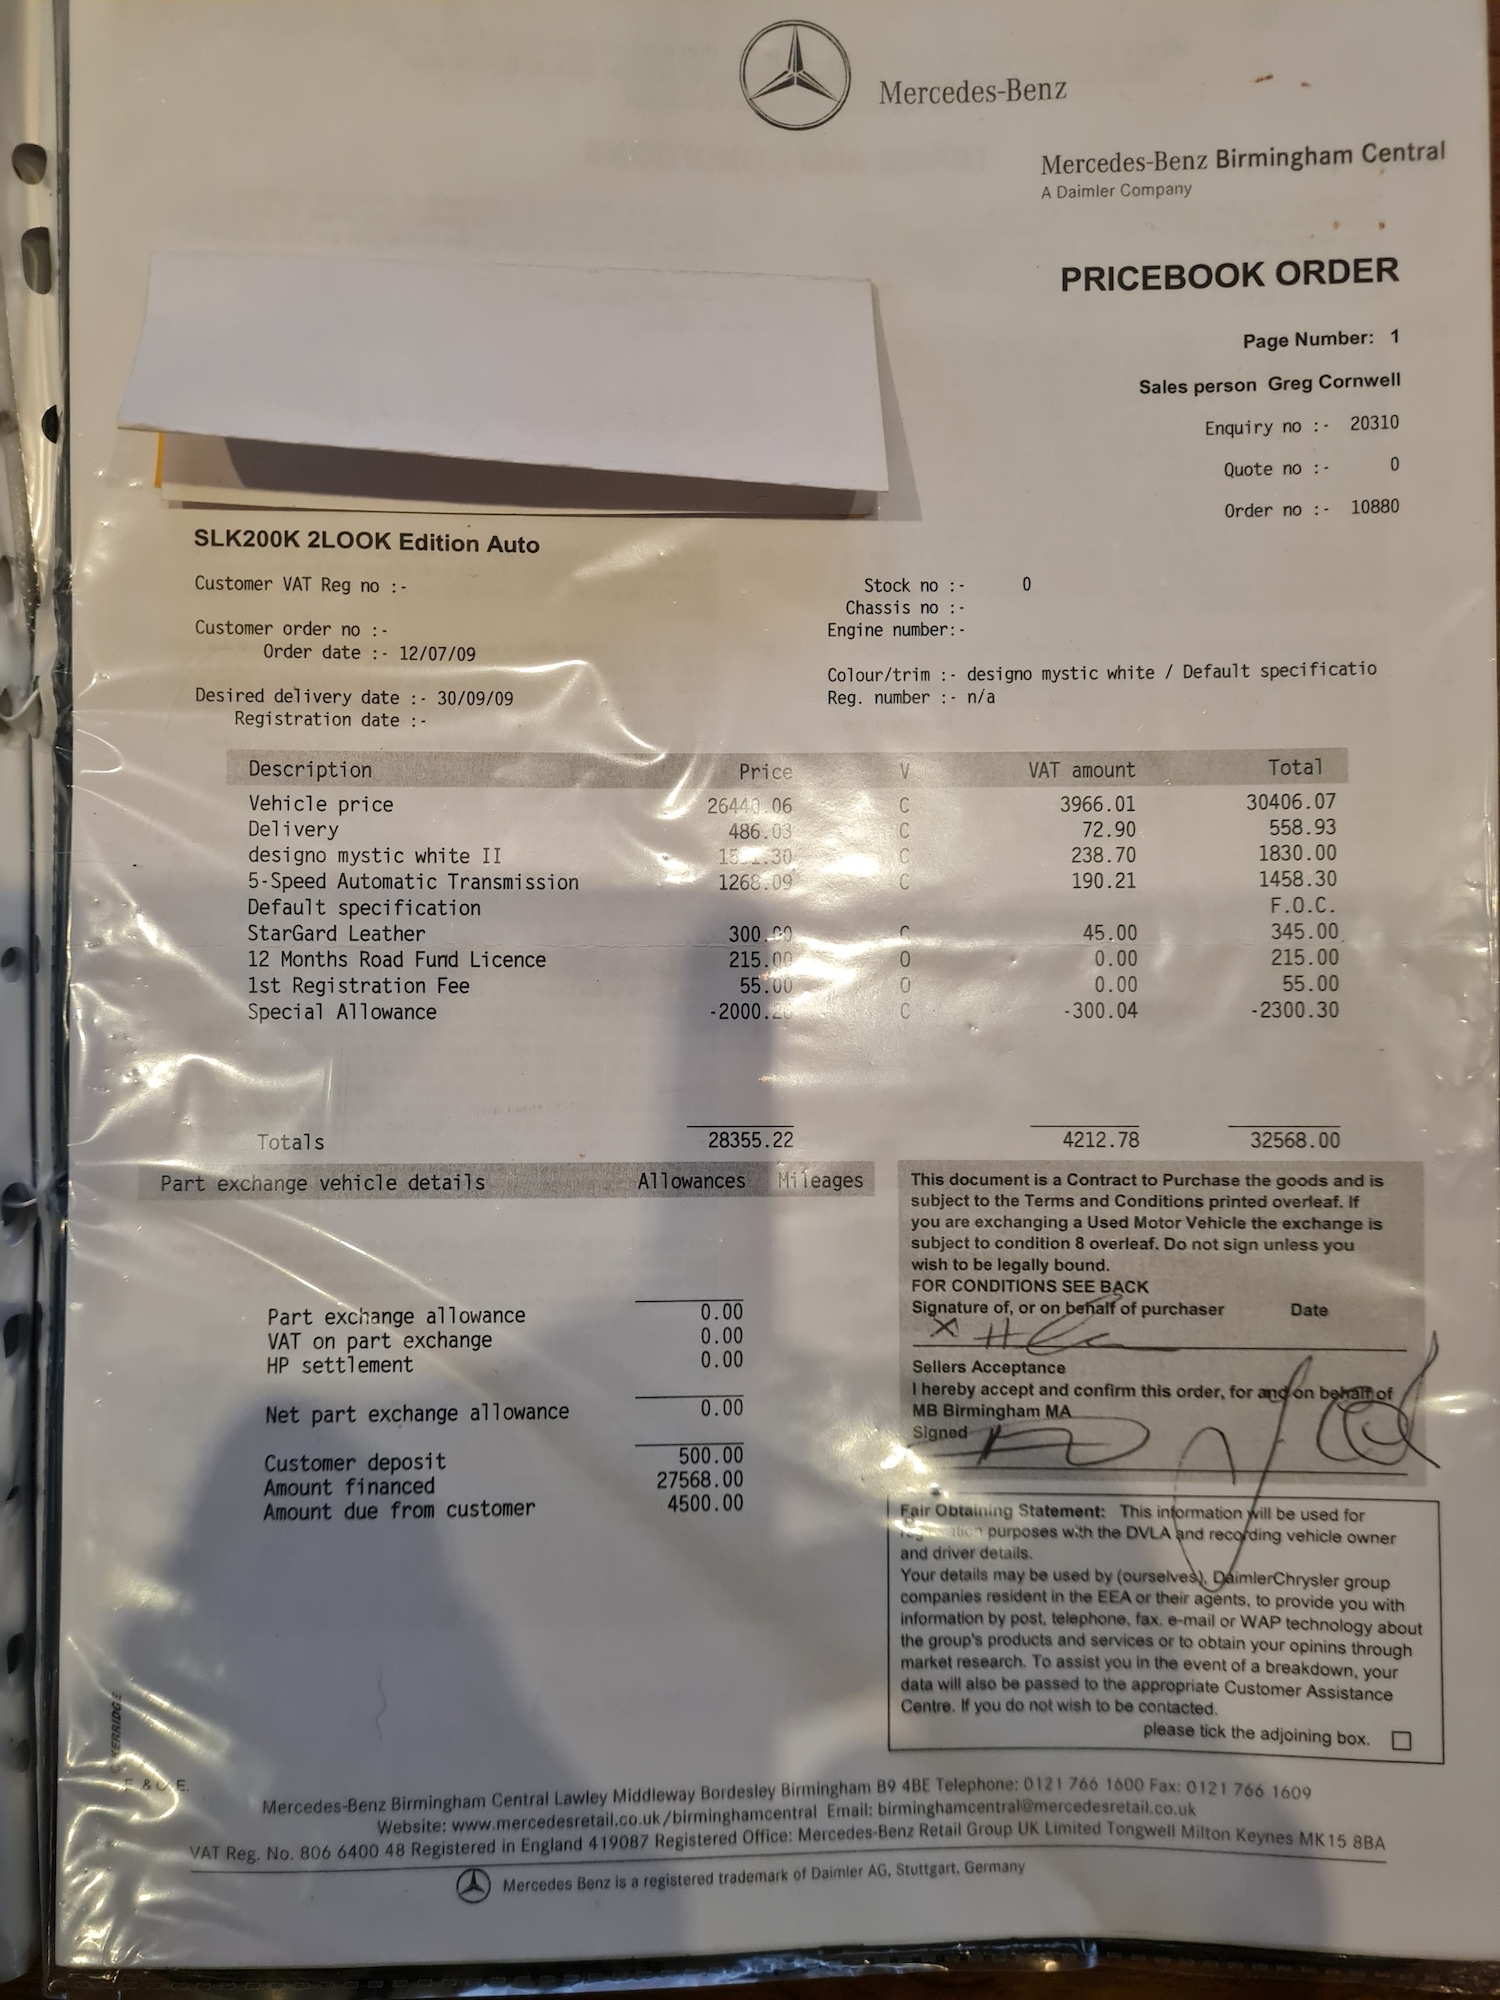 Mercedes-Benz
Mercedes-Benz Birmingham Central
A Daimler Company
PRICEBOOK ORDER
Page Number: 1
Sales person Greg Cornwell
Enquiry no :- 20310
Quote no :- 0
Order no :- 10880
SLK200K 2LOOK Edition Auto
Customer VAT Reg no :-
Stock no :- 0
Chassis no :-
Customer order no :-
Engine number:-
Order date :- 12/07/09
Colour/trim :- designo mystic white / Default specificatio
Desired delivery date :- 30/09/09
Reg. number :- n/a
Registration date :-
Description Price V VAT amount Total
Vehicle price 26440.06 C 3966.01 30406.07
Delivery 486.03 C 72.90 558.93
designo mystic white II C 238.70 1830.00
5-Speed Automatic Transmission 1268.09 C 190.21 1458.30
Default specification F.O.C.
StarGard Leather 300.00 C 45.00 345.00
12 Months Road Fund Licence 215.00 O 0.00 215.00
1st Registration Fee 55.00 O 0.00 55.00
Special Allowance C -300.04 -2300.30
Totals 28355.22 4212.78 32568.00
Part exchange vehicle details Allowances Mileages
Part exchange allowance 0.00
VAT on part exchange 0.00
HP settlement 0.00
Net part exchange allowance 0.00
Customer deposit 500.00
Amount financed 27568.00
Amount due from customer 4500.00
This document is a Contract to Purchase the goods and is
subject to the Terms and Conditions printed overleaf. If
you are exchanging a Used Motor Vehicle the exchange is
subject to condition 8 overleaf. Do not sign unless you
wish to be legally bound.
FOR CONDITIONS SEE BACK
Signature of, or on behalf of purchaser Date
X
Sellers Acceptance
I hereby accept and confirm this order, for and on behalf of
MB Birmingham MA
Signed
Fair Obtaining Statement: This information will be used for
purposes with the DVLA and recording vehicle owner
and driver details.
Your details may be used by (ourselves), DaimlerChrysler group
companies resident in the EEA or their agents, to provide you with
information by post, telephone, fax. e-mail or WAP technology about
the group's products and services or to obtain your opinins through
market research. To assist you in the event of a breakdown, your
data will also be passed to the appropriate Customer Assistance
Centre. If you do not wish to be contacted.
please tick the adjoining box.
E. & O.E.
Mercedes-Benz Birmingham Central Lawley Middleway Bordesley Birmingham B9 4BE Telephone: 0121 766 1600 Fax: 0121 766 1609
Website: www.mercedesretail.co.uk/birminghamcentral Email: birminghamcentral@mercedesretail.co.uk
VAT Reg. No. 806 6400 48 Registered in England 419087 Registered Office: Mercedes-Benz Retail Group UK Limited Tongwell Milton Keynes MK15 8BA
Mercedes Benz is a registered trademark of Daimler AG, Stuttgart, Germany